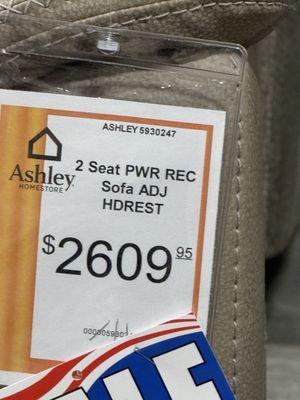 ASHLEY 5930247
Ashley
HOMESTORE
2 Seat PWR REC
Sofa ADJ
HDREST
$2609 95